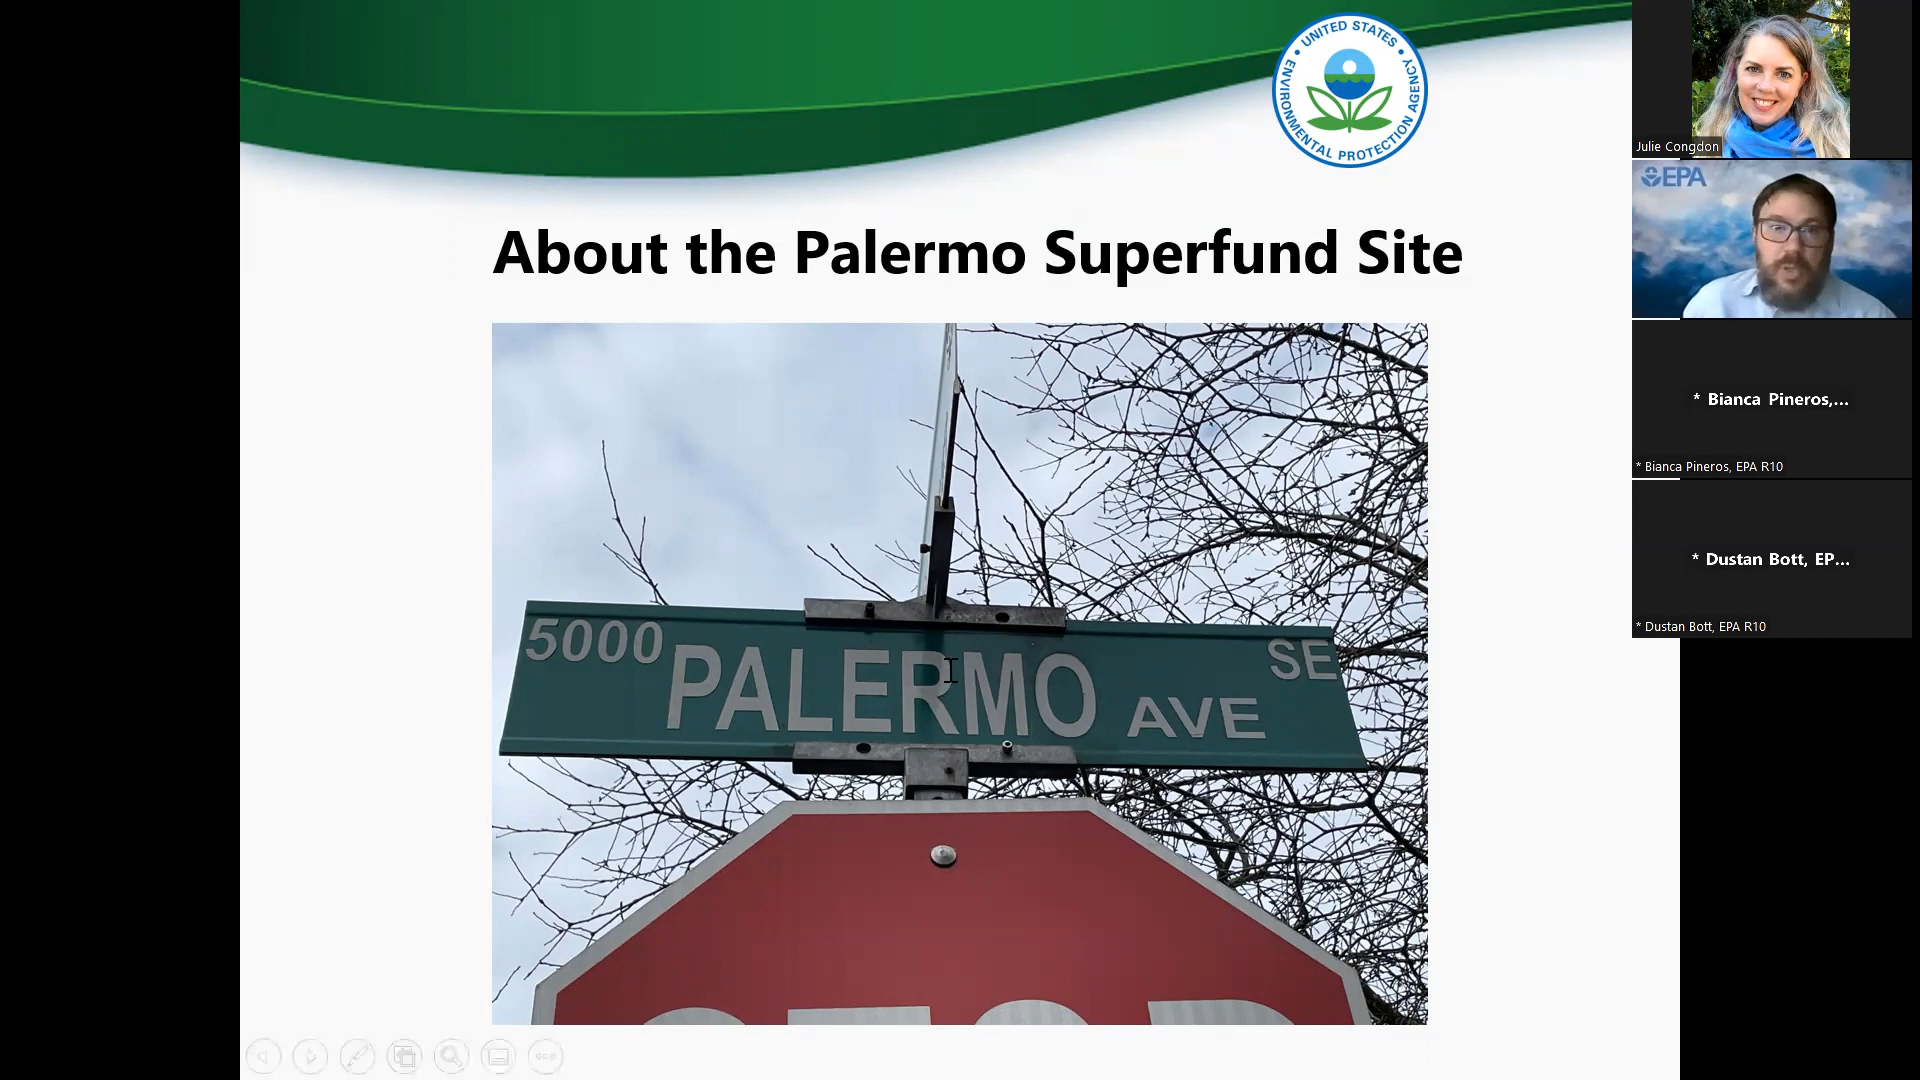 UNITED STATES
ENVIRONMENTAL PROTECTION AGENCY
About the Palermo Superfund Site
5000 PALERMO AVE SE
STOP
Julie Congdon
EPA
* Bianca Pineros,...
* Bianca Pineros, EPA R10
* Dustan Bott, EP...
* Dustan Bott, EPA R10